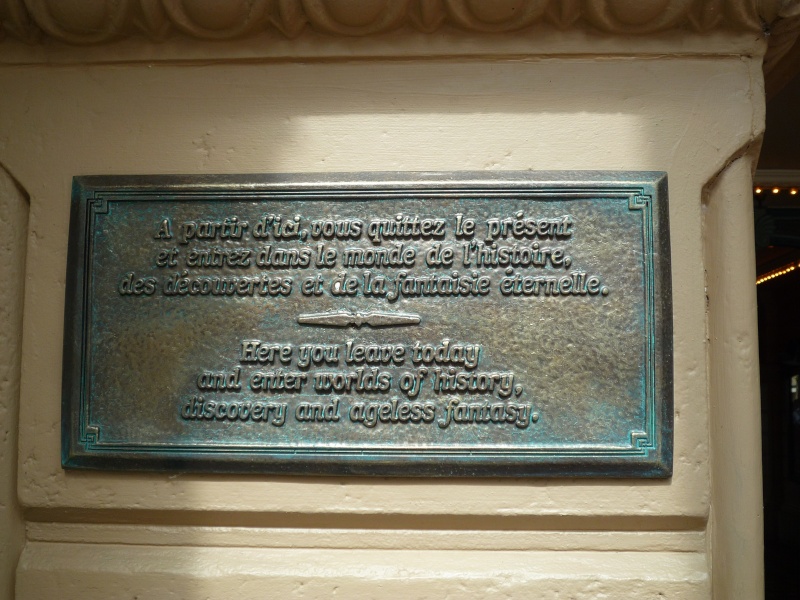 A partir d'ici, vous quittez le présent
et entrez dans le monde de l'histoire,
des découvertes et de la fantaisie éternelle.
Here you leave today
and enter worlds of history,
discovery and ageless fantasy.